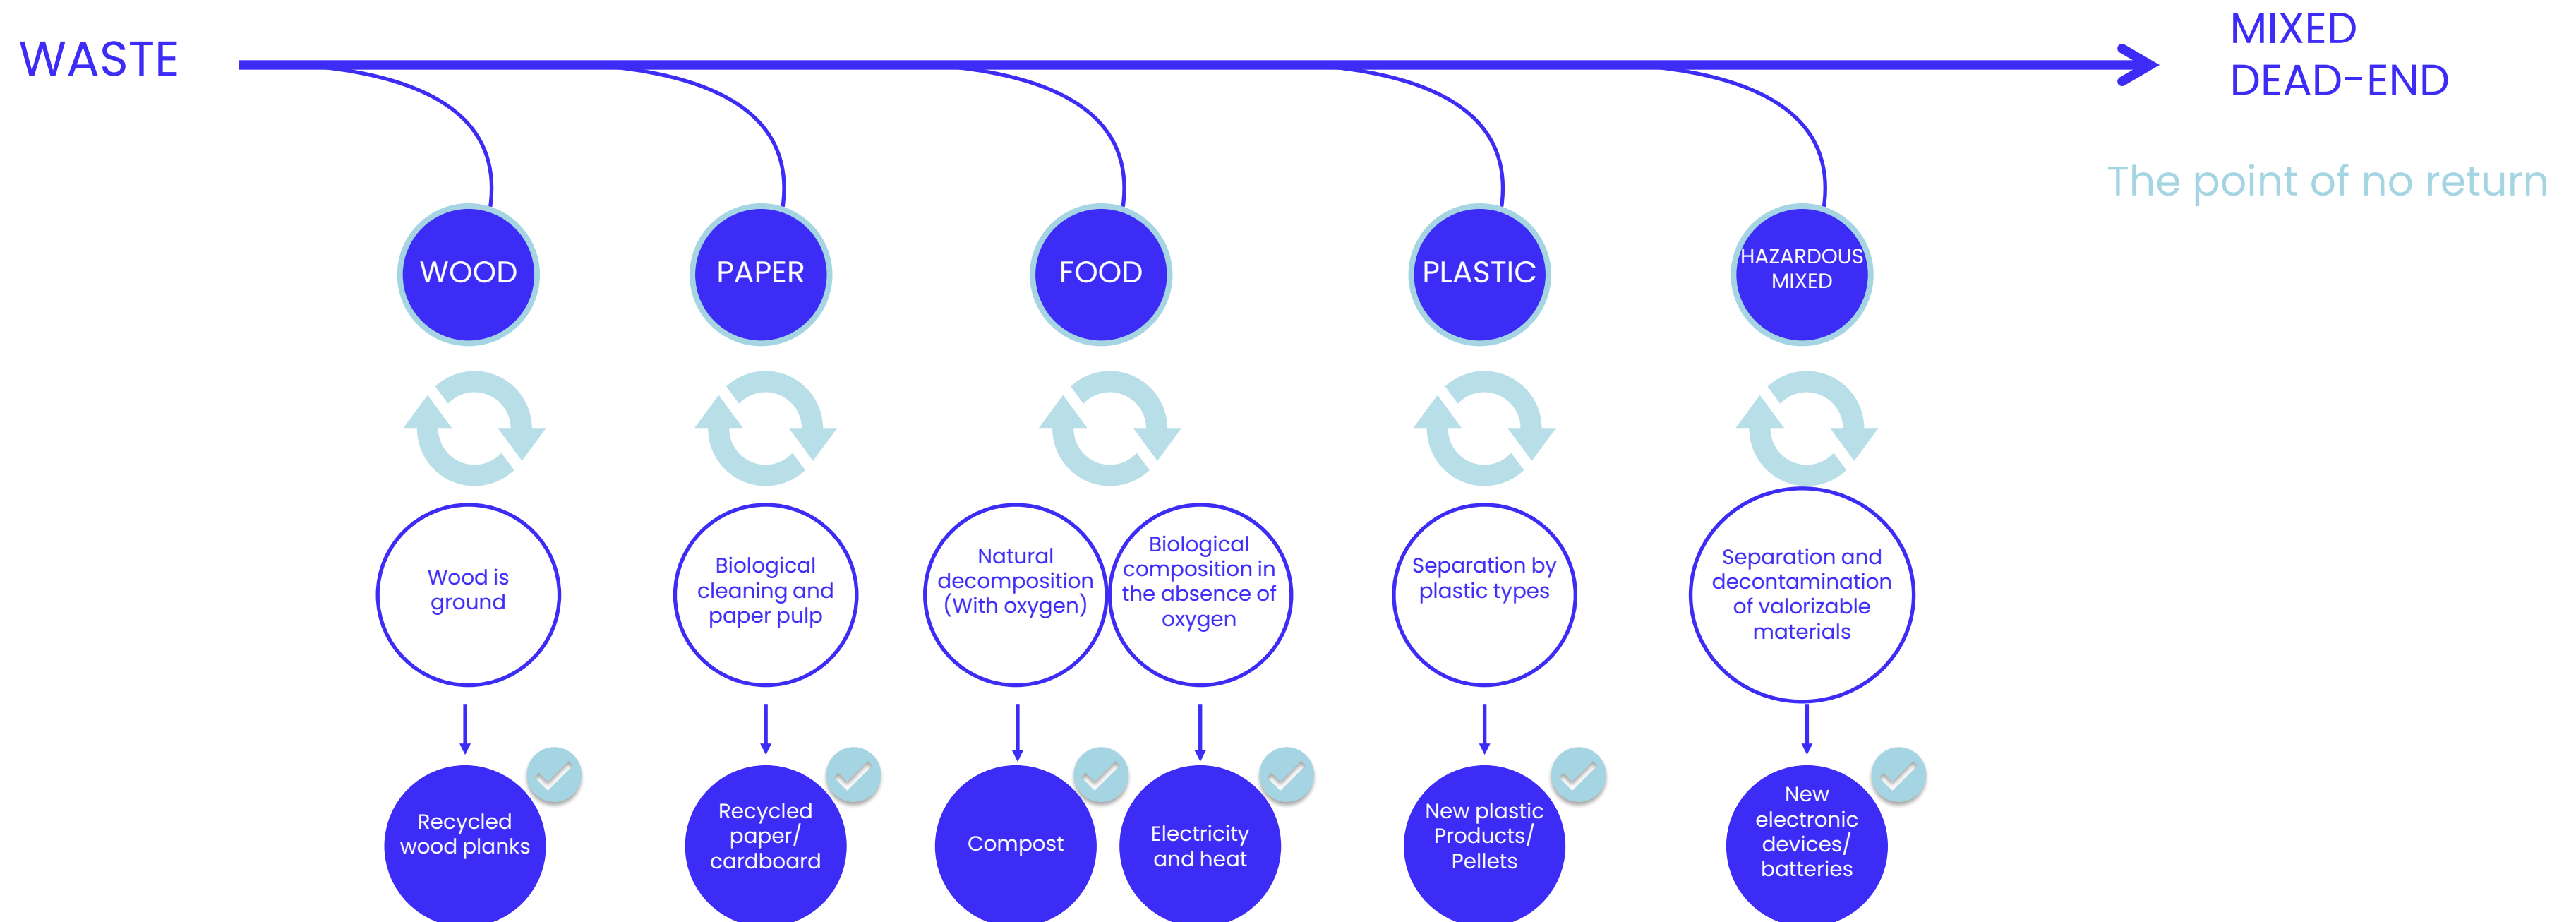 WASTE
MIXED
DEAD-END
The point of no return
WOOD
PAPER
FOOD
PLASTIC
HAZARDOUS
MIXED
Wood is
ground
Biological
cleaning and
paper pulp
Natural
decomposition
(With oxygen)
Biological
composition in
the absence of
oxygen
Separation by
plastic types
Separation and
decontamination
of valorizable
materials
Recycled
wood planks
Recycled
paper/
cardboard
Compost
Electricity
and heat
New plastic
Products/
Pellets
New
electronic
devices/
batteries